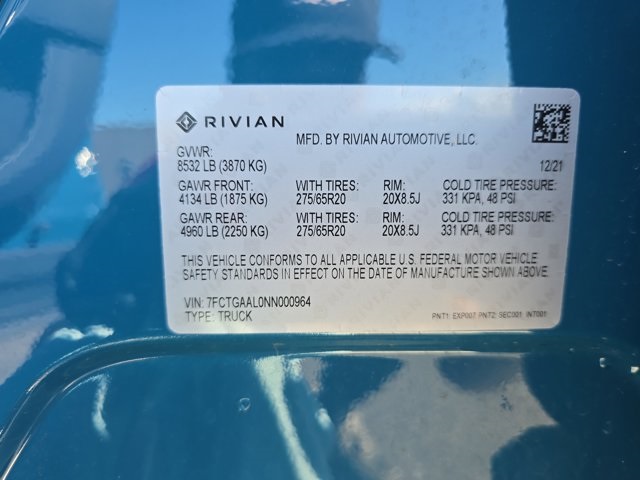 RIVIAN
MFD. BY RIVIAN AUTOMOTIVE, LLC.
GVWR:
8532 LB (3870 KG) 12/21
GAWR FRONT: WITH TIRES: RIM: COLD TIRE PRESSURE:
4134 LB (1875 KG) 275/65R20 20X8.5J 331 KPA, 48 PSI
GAWR REAR: WITH TIRES: RIM: COLD TIRE PRESSURE:
4960 LB (2250 KG) 275/65R20 20X8.5J 331 KPA, 48 PSI
THIS VEHICLE CONFORMS TO ALL APPLICABLE U.S. FEDERAL MOTOR VEHICLE
SAFETY STANDARDS IN EFFECT ON THE DATE OF MANUFACTURE SHOWN ABOVE.
VIN: 7FCTGAAL0NN000964
TYPE: TRUCK
PNT1: EXP007 PNT2: SEC001 INT001